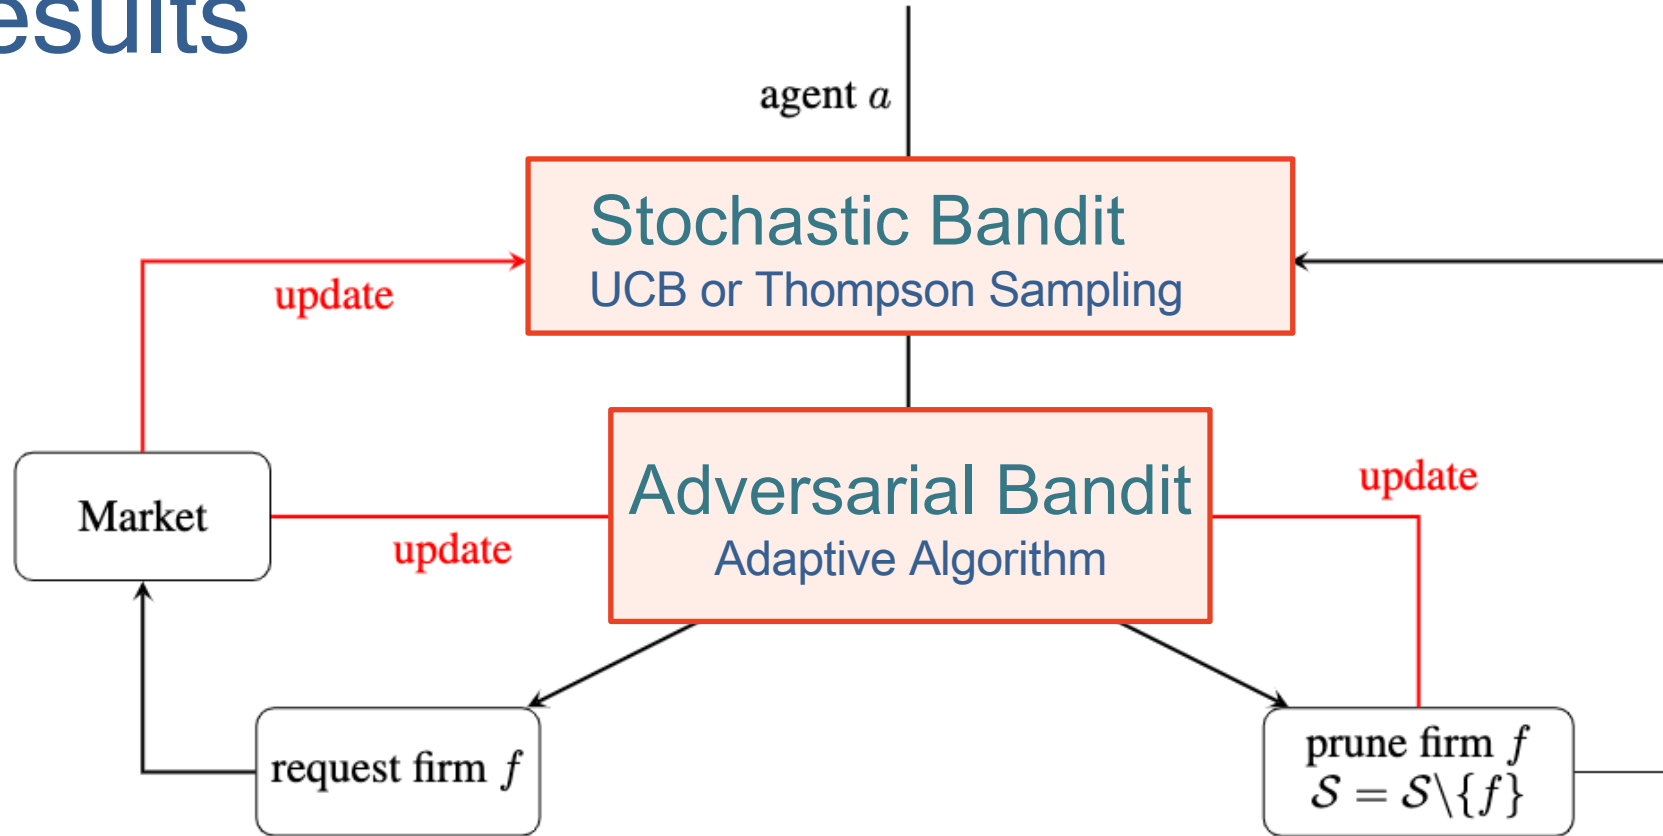 esults
agent a
Stochastic Bandit
UCB or Thompson Sampling
update
Adversarial Bandit
Adaptive Algorithm
update
Market
update
request firm f
prune firm f
𝒮 = 𝒮\{f}